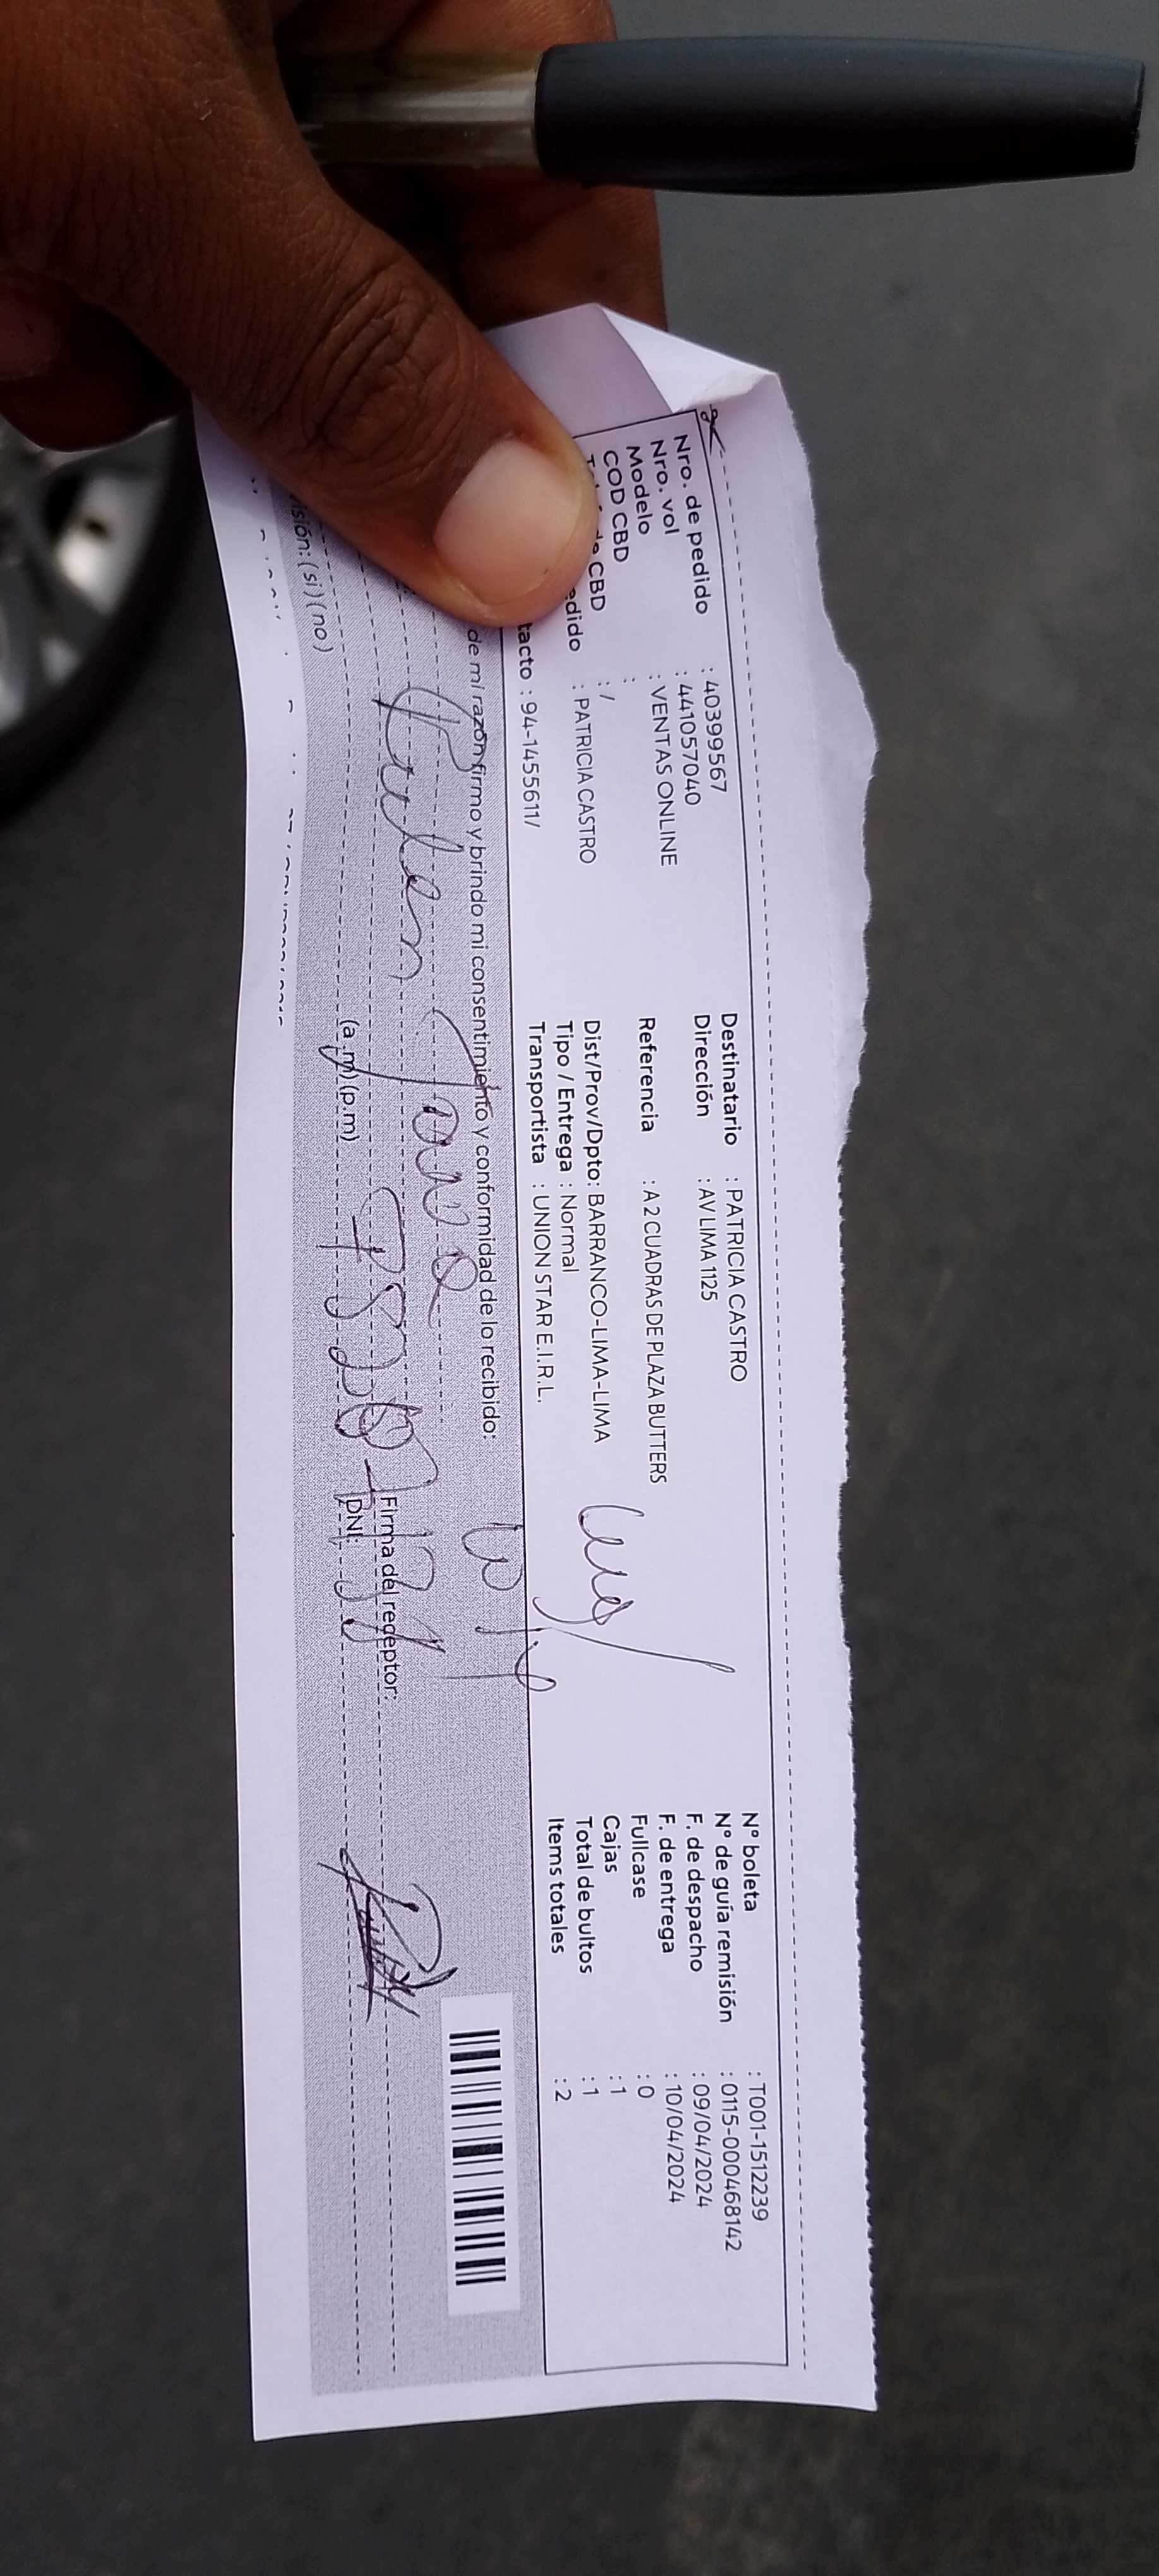 Nro. de pedido : 40399567
Nro. vol : 441057040
Modelo : VENTAS ONLINE
COD CBD :
CBD : /
edido : PATRICIA CASTRO
tacto : 94-1455611/
Destinatario : PATRICIA CASTRO
Dirección : AV LIMA 1125
Referencia : A 2 CUADRAS DE PLAZA BUTTERS
Dist/Prov/Dpto: BARRANCO-LIMA-LIMA
Tipo / Entrega : Normal
Transportista : UNION STAR E.I.R.L.
N° boleta : T001-1512239
N° de guía remisión : 0115-000468142
F. de despacho : 09/04/2024
F. de entrega : 10/04/2024
Fullcase : 0
Cajas : 1
Total de bultos : 1
Items totales : 2
de mi razón firmo y brindo mi consentimiento y conformidad de lo recibido:
Firma del receptor:
(a.m) (p.m)
DNI:
isión: (si) (no)